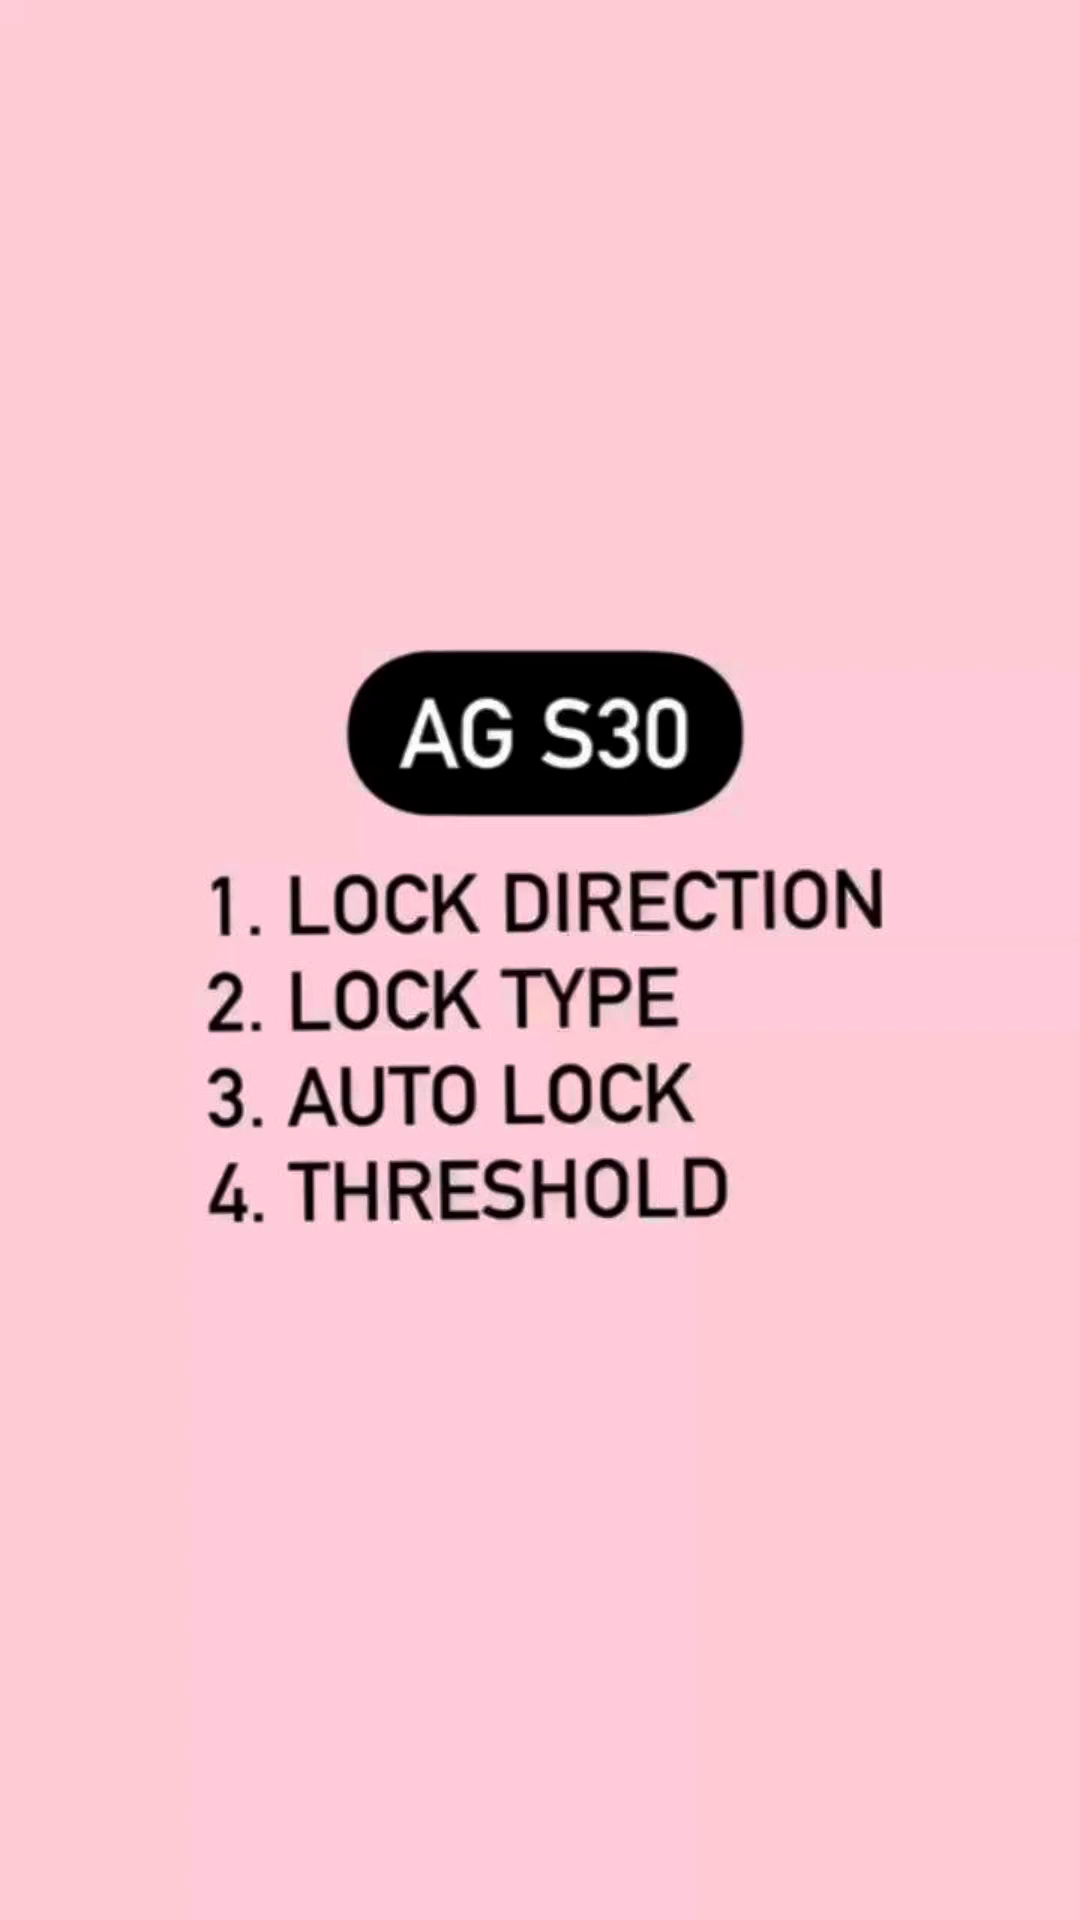 AG S30
1. LOCK DIRECTION
2. LOCK TYPE
3. AUTO LOCK
4. THRESHOLD